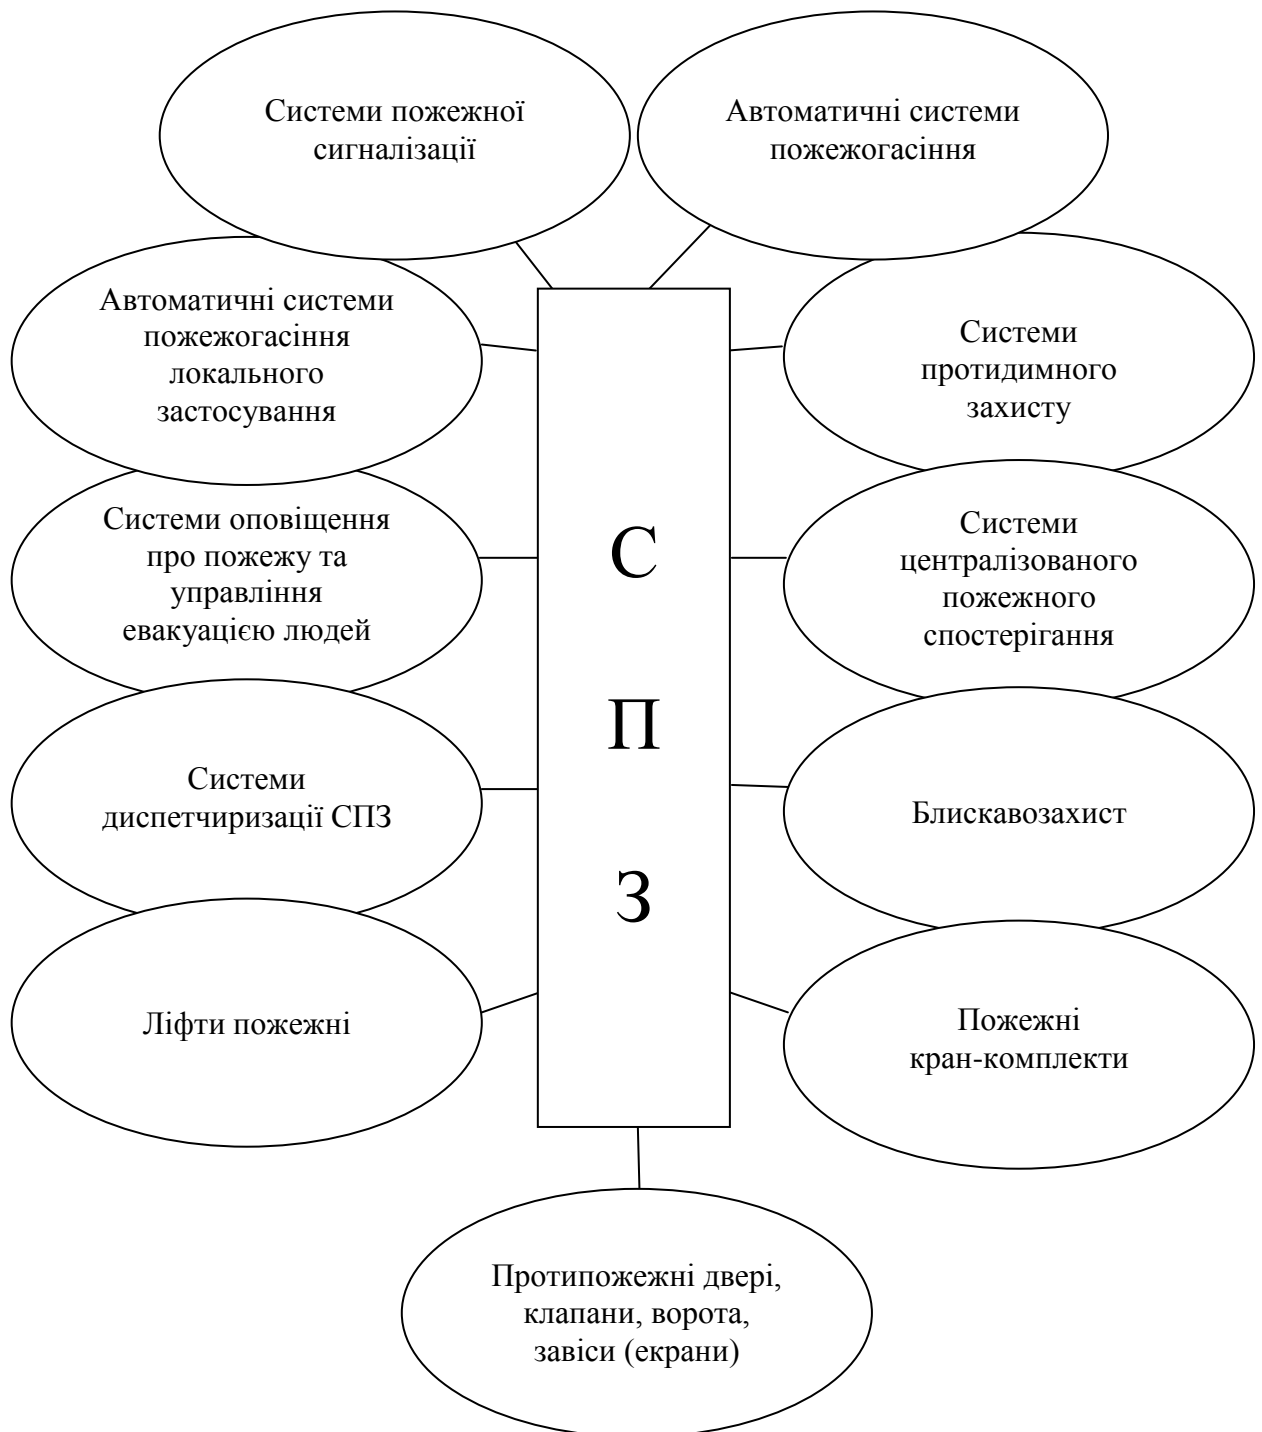 Системи пожежної
сигналізації
Автоматичні системи
пожежогасіння
Автоматичні системи
пожежогасіння
локального
застосування
Системи
протидимного
захисту
Системи оповіщення
про пожежу та
управління
евакуацією людей
Системи
централізованого
пожежного
спостерігання
С
П
З
Системи
диспетчиризації СПЗ
Блискавозахист
Ліфти пожежні
Пожежні
кран-комплекти
Протипожежні двері,
клапани, ворота,
завіси (екрани)